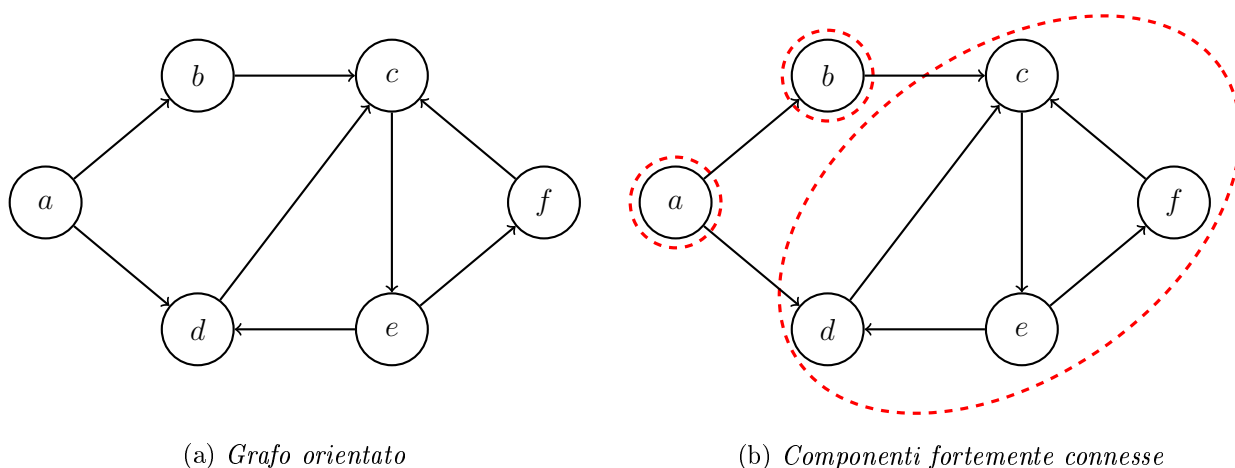 b
c
a
f
d
e
(a) Grafo orientato
b
c
a
f
d
e
(b) Componenti fortemente connesse